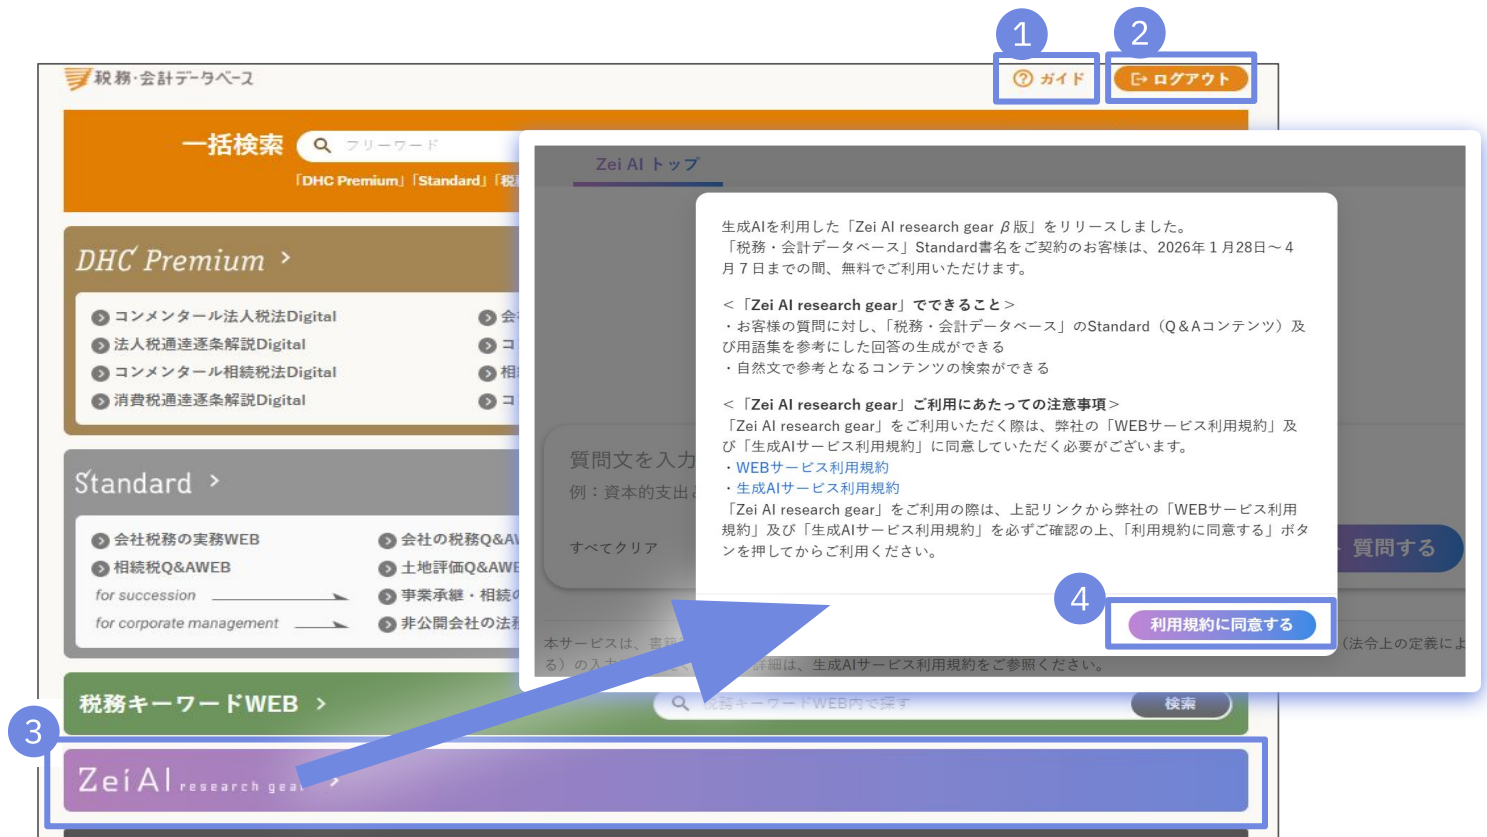 1
2
税務・会計データベース
ガイド
ログアウト
一括検索
フリーワード
「DHC Premium」「Standard」「税
DHC Premium
コンメンタール法人税法Digital
法人税通達逐条解説Digital
コンメンタール相続税法Digital
消費税通達逐条解説Digital
会
コ
相
コ
Standard
会社税務の実務WEB
会社の税務Q&AW
相続税Q&AWEB
土地評価Q&AWE
for succession
事業承継・相続の
for corporate management
非公開会社の法務
税務キーワードWEB
税務キーワードWEB内で探す
検索
3
ZeiAI research gear
Zei AI トップ
質問文を入力
例：資本的支出と
すべてクリア
質問する
生成AIを利用した「Zei AI research gear β版」をリリースしました。
「税務・会計データベース」Standard書名をご契約のお客様は、2026年１月28日～４
月７日までの間、無料でご利用いただけます。
＜「Zei AI research gear」でできること＞
・お客様の質問に対し、「税務・会計データベース」のStandard（Q＆Aコンテンツ）及
び用語集を参考にした回答の生成ができる
・自然文で参考となるコンテンツの検索ができる
＜「Zei AI research gear」ご利用にあたっての注意事項＞
「Zei AI research gear」をご利用いただく際は、弊社の「WEBサービス利用規約」及
び「生成AIサービス利用規約」に同意していただく必要がございます。
・WEBサービス利用規約
・生成AIサービス利用規約
「Zei AI research gear」をご利用の際は、上記リンクから弊社の「WEBサービス利用
規約」及び「生成AIサービス利用規約」を必ずご確認の上、「利用規約に同意する」ボタ
ンを押してからご利用ください。
4
利用規約に同意する
本サービスは、書籍 （法令上の定義によ
る）の入力 詳細は、生成AIサービス利用規約をご参照ください。